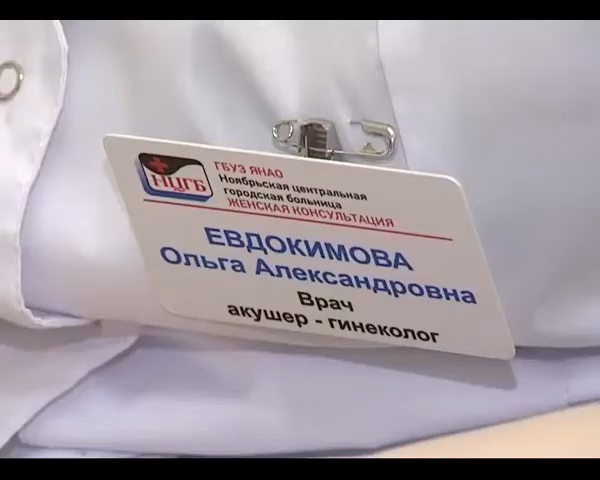 НЦГБ
ГБУЗ ЯНАО
Ноябрьская центральная
городская больница
ЖЕНСКАЯ КОНСУЛЬТАЦИЯ
ЕВДОКИМОВА
Ольга Александровна
Врач
акушер - гинеколог